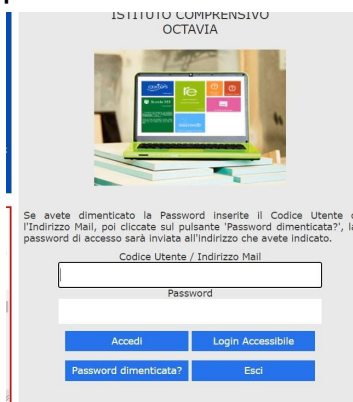 ISTITUTO COMPRENSIVO
OCTAVIA
Se avete dimenticato la Password inserite il Codice Utente o
l'Indirizzo Mail, poi cliccate sul pulsante 'Password dimenticata?', la
password di accesso sarà inviata all'indirizzo che avete indicato.
Codice Utente / Indirizzo Mail
Password
Accedi
Login Accessibile
Password dimenticata?
Esci